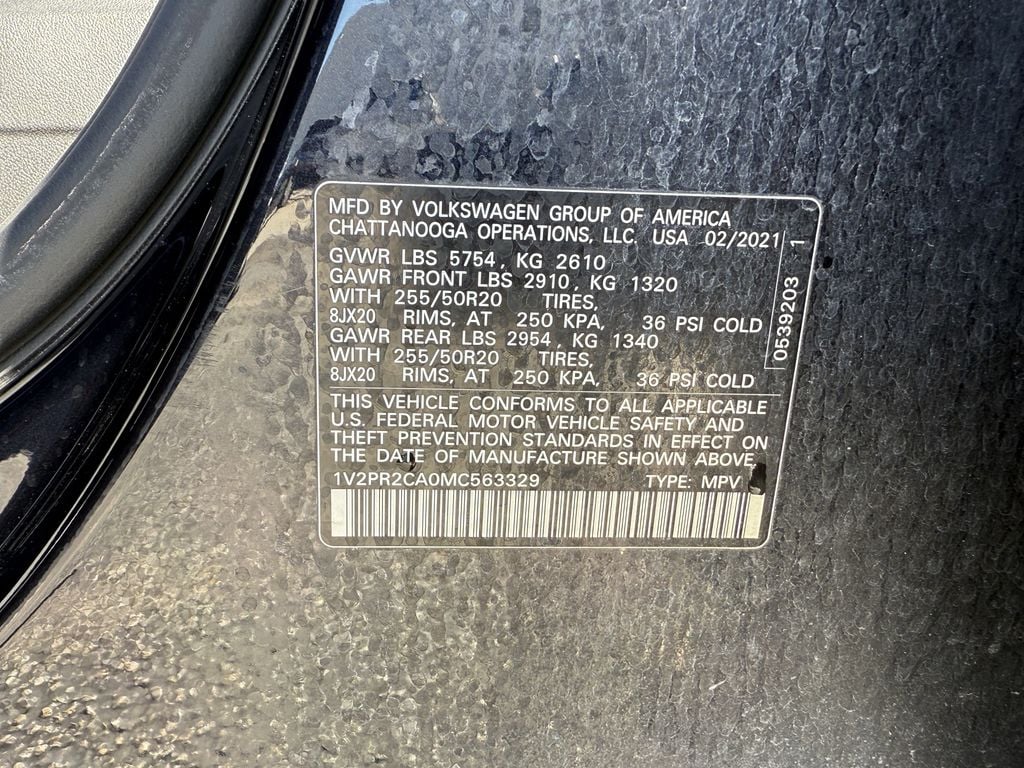 MFD BY VOLKSWAGEN GROUP OF AMERICA
CHATTANOOGA OPERATIONS, LLC. USA 02/2021
GVWR LBS 5754, KG 2610
GAWR FRONT LBS 2910, KG 1320
WITH 255/50R20 TIRES,
8JX20 RIMS, AT 250 KPA, 36 PSI COLD
GAWR REAR LBS 2954, KG 1340
WITH 255/50R20 TIRES,
8JX20 RIMS, AT 250 KPA, 36 PSI COLD
0539203 1
THIS VEHICLE CONFORMS TO ALL APPLICABLE
U.S. FEDERAL MOTOR VEHICLE SAFETY AND
THEFT PREVENTION STANDARDS IN EFFECT ON
THE DATE OF MANUFACTURE SHOWN ABOVE.
1V2PR2CA0MC563329 TYPE: MPV